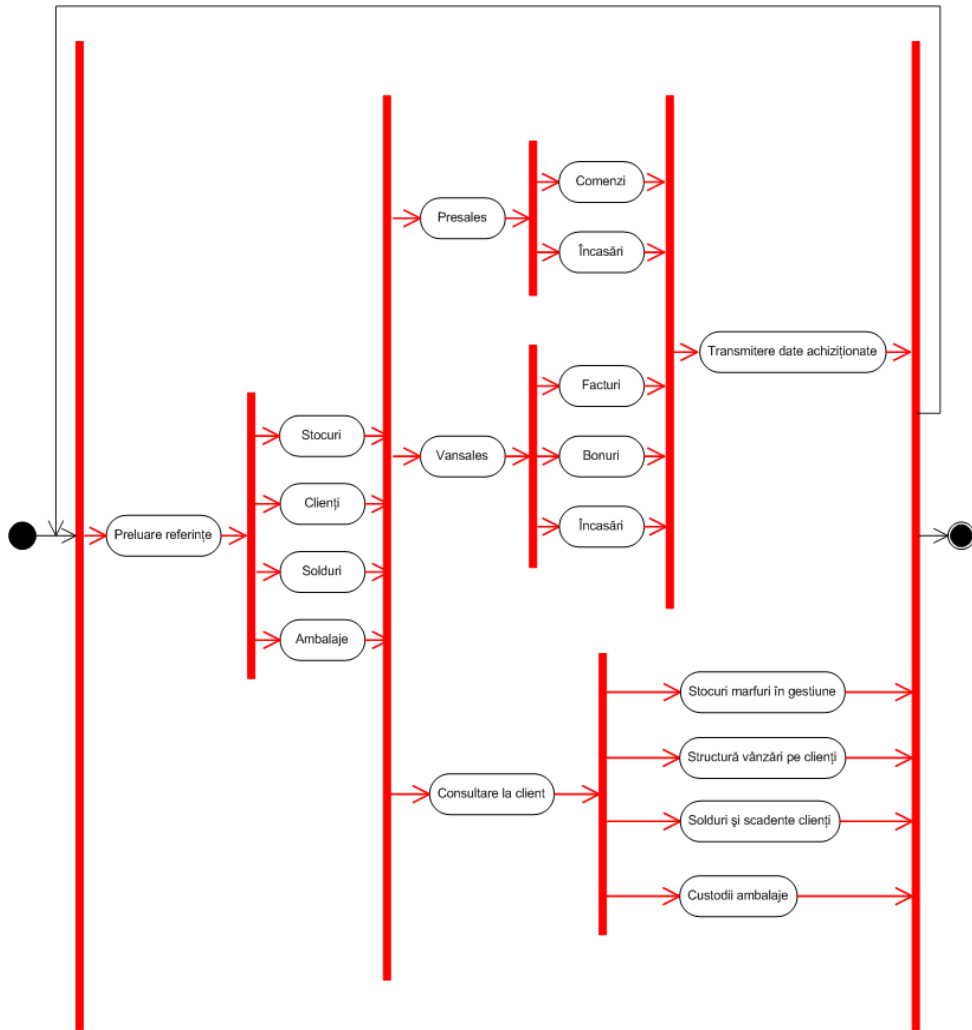 Comenzi
Presales
Încasări
Transmitere date achiziționate
Facturi
Stocuri
Vansales
Bonuri
Clienți
Încasări
Preluare referințe
Solduri
Ambalaje
Stocuri marfuri în gestiune
Structură vânzări pe clienți
Consultare la client
Solduri şi scadente clienți
Custodii ambalaje